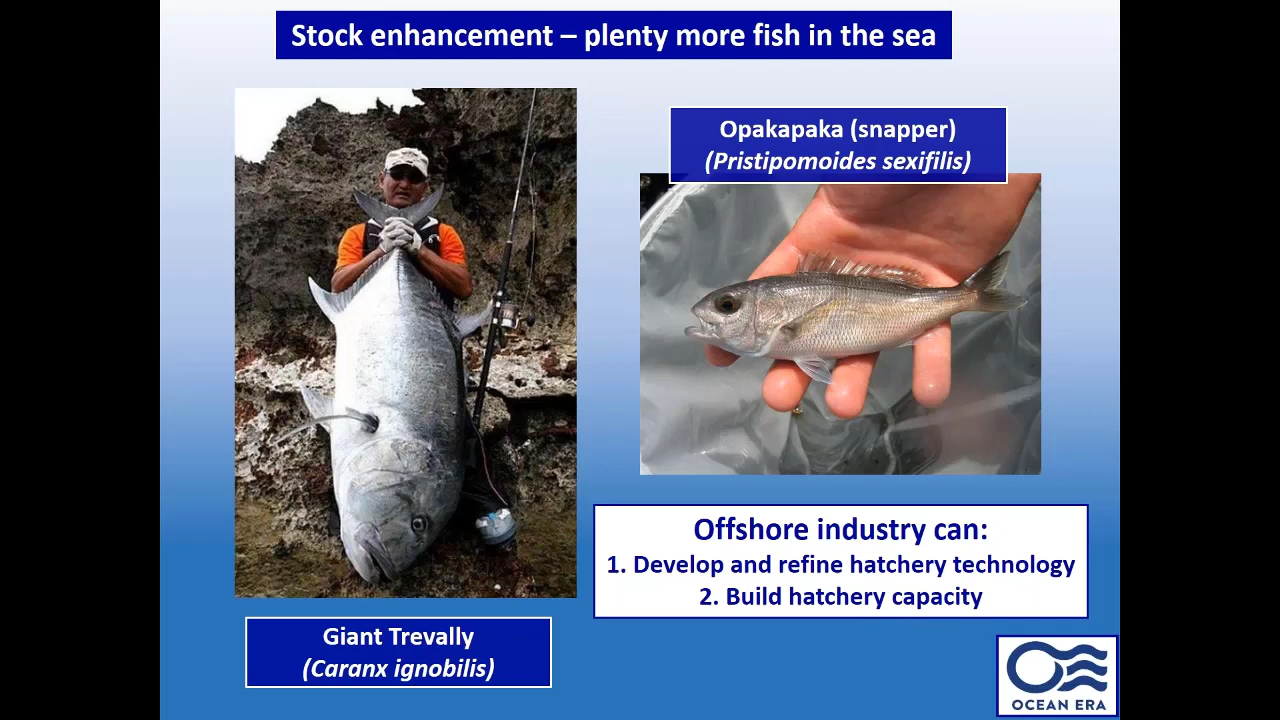 Stock enhancement – plenty more fish in the sea
Opakapaka (snapper)
(Pristipomoides sexifilis)
Offshore industry can:
1. Develop and refine hatchery technology
2. Build hatchery capacity
Giant Trevally
(Caranx ignobilis)
OCEAN ERA